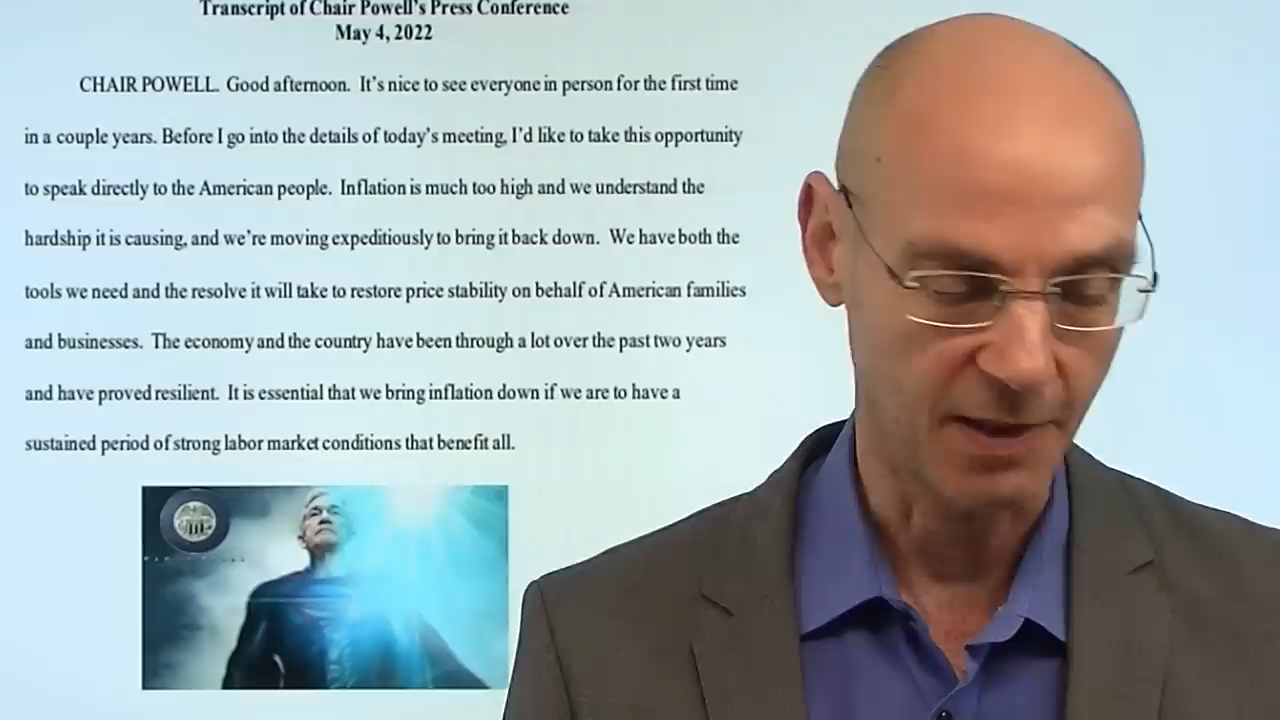 Transcript of Chair Powell's Press Conference
May 4, 2022
CHAIR POWELL. Good afternoon. It's nice to see everyone in person for the first time
in a couple years. Before I go into the details of today's meeting, I'd like to take this opportunity
to speak directly to the American people. Inflation is much too high and we understand the
hardship it is causing, and we're moving expeditiously to bring it back down. We have both the
tools we need and the resolve it will take to restore price stability on behalf of American families
and businesses. The economy and the country have been through a lot over the past two years
and have proved resilient. It is essential that we bring inflation down if we are to have a
sustained period of strong labor market conditions that benefit all.